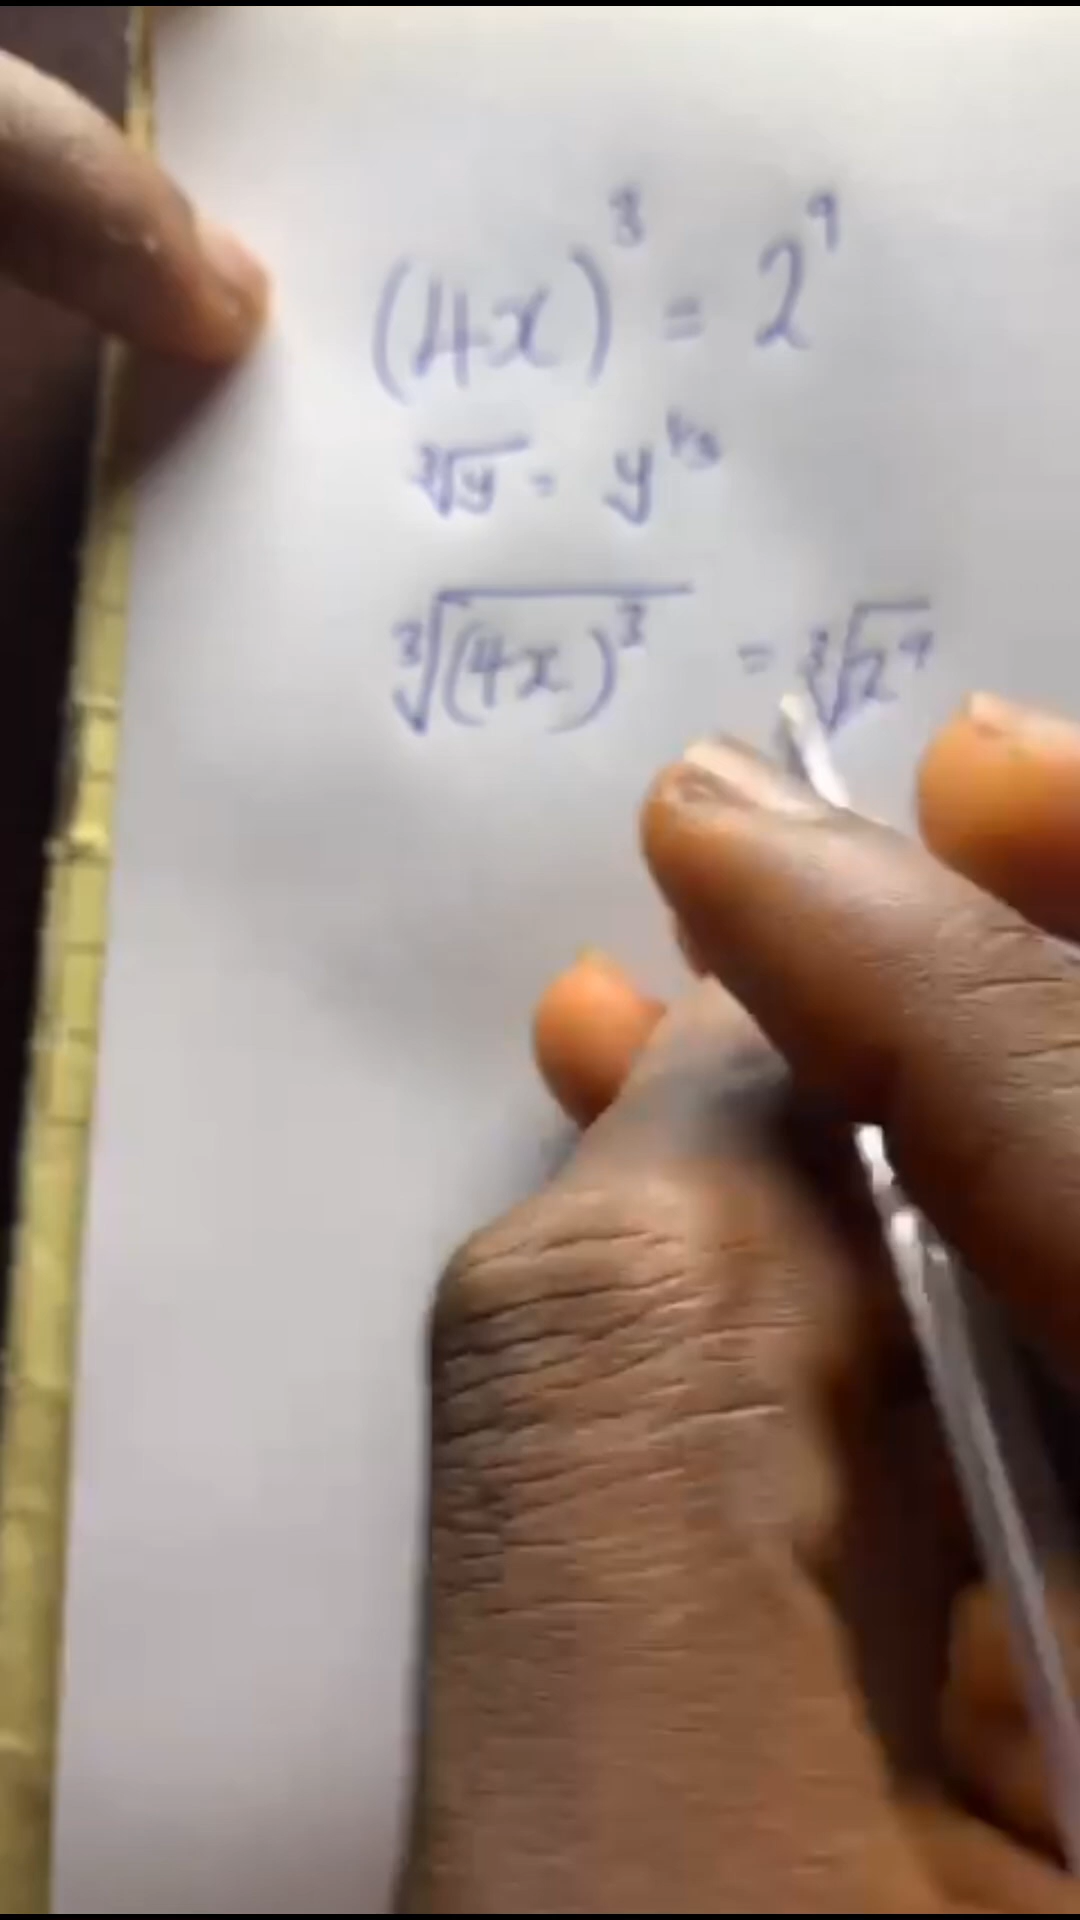 (4x)³ = 2⁹
∛y = y^1/3
∛(4x)³ = ∛2⁹